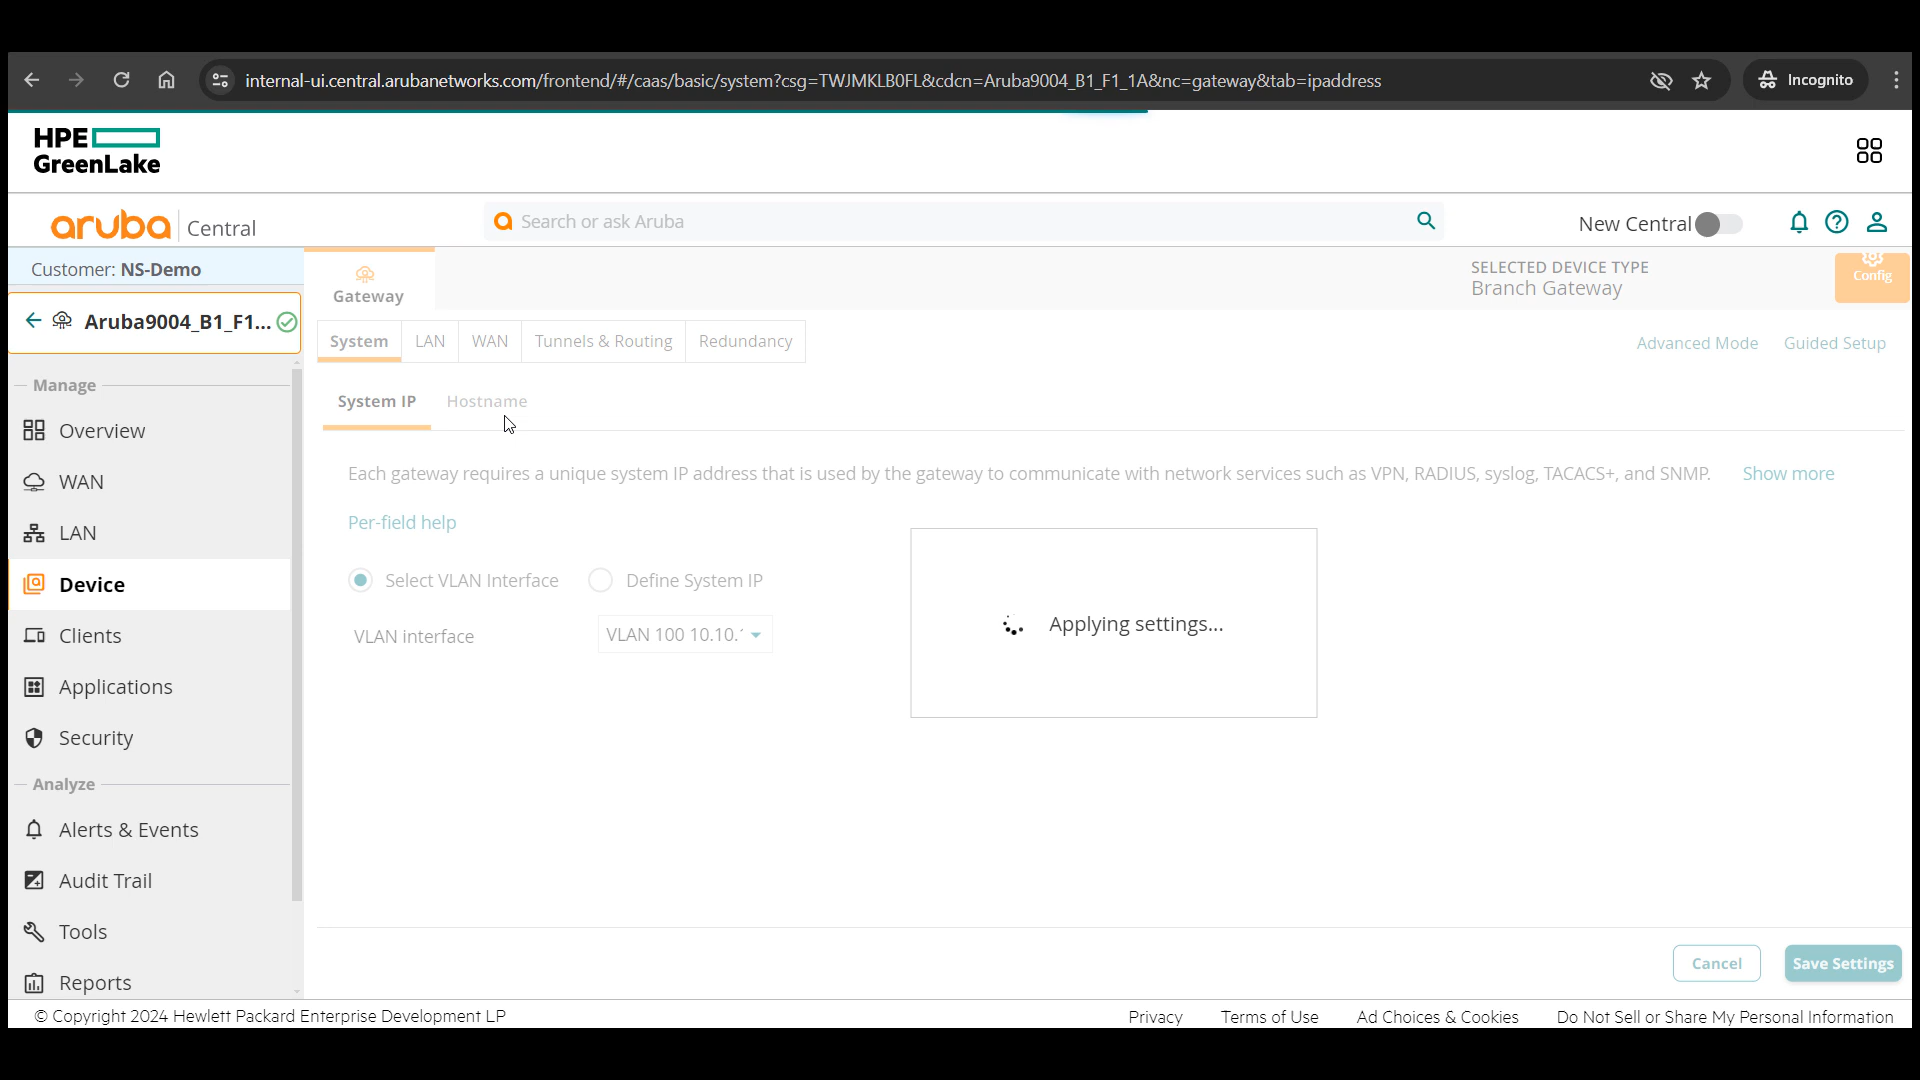 internal-ui.central.arubanetworks.com/frontend/#/caas/basic/system?csg=TWJMKLB0FL&cdcn=Aruba9004_B1_F1_1A&nc=gateway&tab=ipaddress
Incognito
HPE
GreenLake
aruba Central
Search or ask Aruba
New Central
Customer: NS-Demo
Aruba9004_B1_F1...
Manage
Overview
WAN
LAN
Device
Clients
Applications
Security
Analyze
Alerts & Events
Audit Trail
Tools
Reports
Gateway
SELECTED DEVICE TYPE
Branch Gateway
Config
System LAN WAN Tunnels & Routing Redundancy
Advanced Mode Guided Setup
System IP Hostname
Each gateway requires a unique system IP address that is used by the gateway to communicate with network services such as VPN, RADIUS, syslog, TACACS+, and SNMP. Show more
Per-field help
Select VLAN Interface Define System IP
VLAN interface VLAN 100 10.10.
Applying settings...
Cancel Save Settings
© Copyright 2024 Hewlett Packard Enterprise Development LP
Privacy Terms of Use Ad Choices & Cookies Do Not Sell or Share My Personal Information